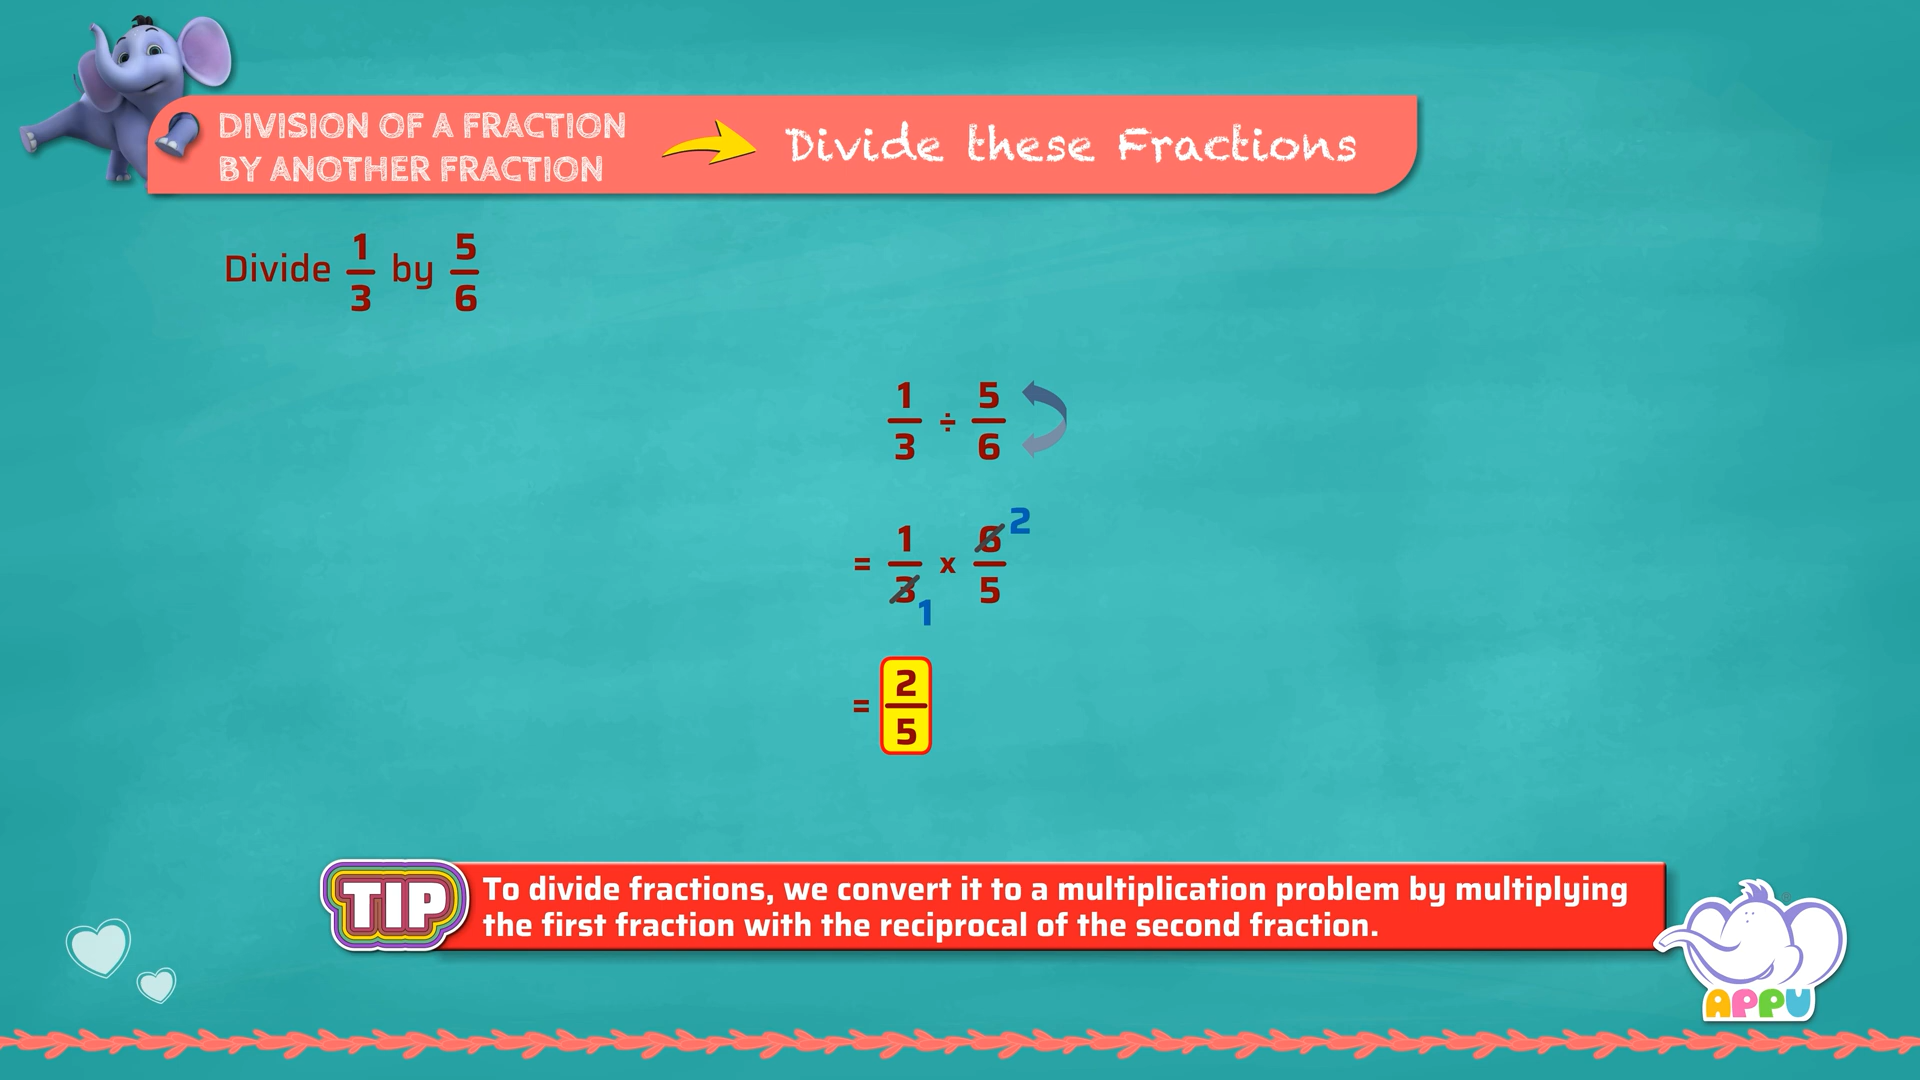 DIVISION OF A FRACTION
BY ANOTHER FRACTION
Divide these Fractions
Divide 1/3 by 5/6
1/3 ÷ 5/6
= 1/3 x 6/5
2
1
= 2/5
TIP
To divide fractions, we convert it to a multiplication problem by multiplying
the first fraction with the reciprocal of the second fraction.
APPU